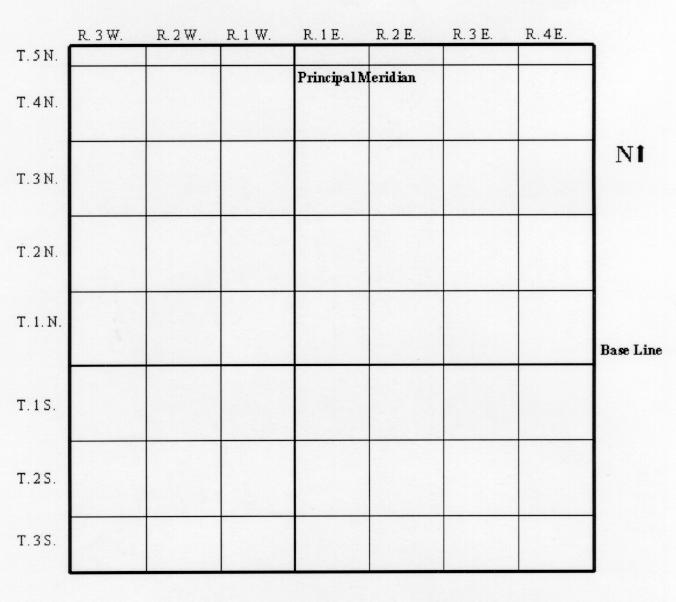 R. 3 W. R. 2 W. R. 1 W. R. 1 E. R. 2 E. R. 3 E. R. 4 E.
T. 5 N.
Principal Meridian
T. 4 N.
N
T. 3 N.
T. 2 N.
T. 1. N.
Base Line
T. 1 S.
T. 2 S.
T. 3 S.